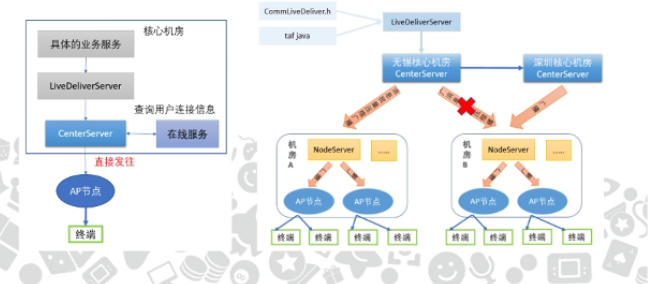 核心机房
具体的业务服务
LiveDeliverServer
查询用户连接信息
CenterServer
在线服务
直接发往
AP节点
终端
CommLiveDeliver.h
taf java
LiveDeliverServer
无锡核心机房
CenterServer
深圳核心机房
CenterServer
机
房
A
NodeServer
......
AP节点
AP节点
终端
终端
终端
终端
机
房
B
NodeServer
......
AP节点
AP节点
终端
终端
终端
终端